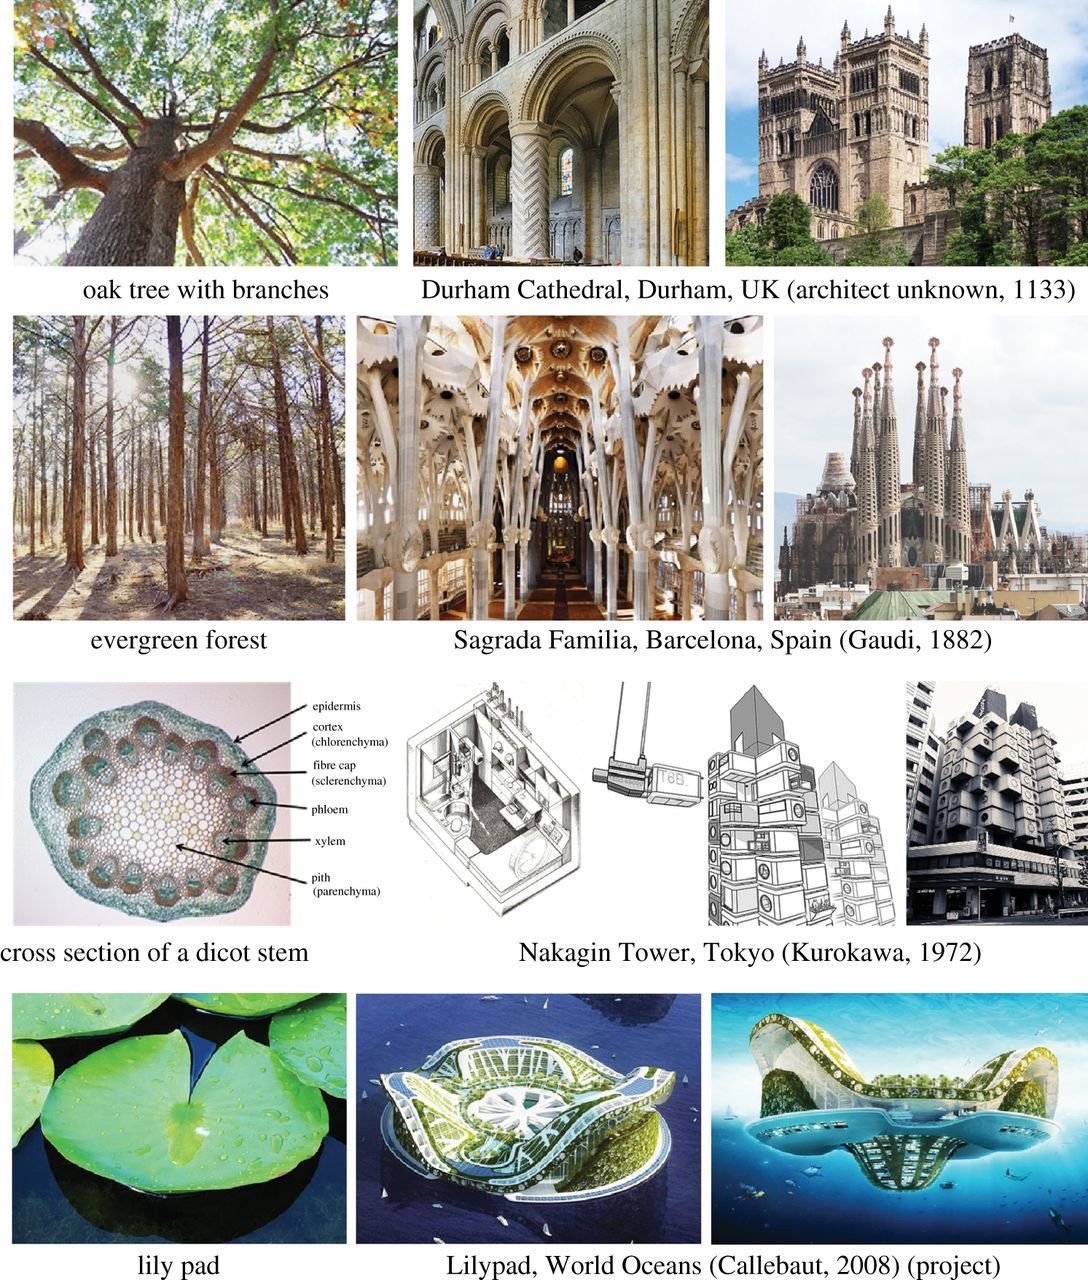 oak tree with branches
Durham Cathedral, Durham, UK (architect unknown, 1133)
evergreen forest
Sagrada Familia, Barcelona, Spain (Gaudi, 1882)
epidermis
cortex
(chlorenchyma)
fibre cap
(sclerenchyma)
phloem
xylem
pith
(parenchyma)
T6B
cross section of a dicot stem
Nakagin Tower, Tokyo (Kurokawa, 1972)
lily pad
Lilypad, World Oceans (Callebaut, 2008) (project)